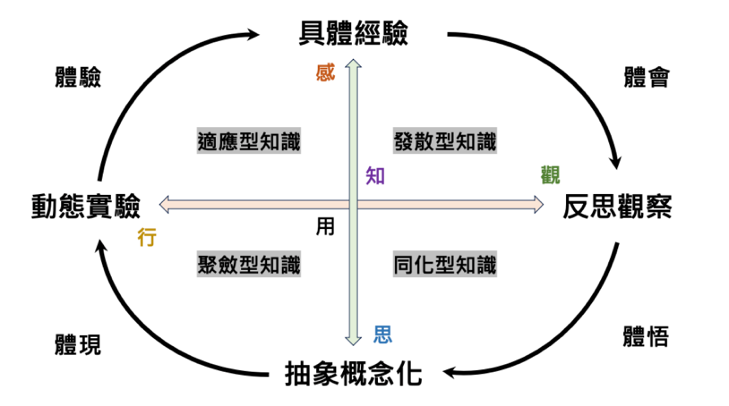 具體經驗
感
體驗
體會
適應型知識
發散型知識
知
觀
動態實驗
反思觀察
用
行
聚斂型知識
同化型知識
思
體現
體悟
抽象概念化